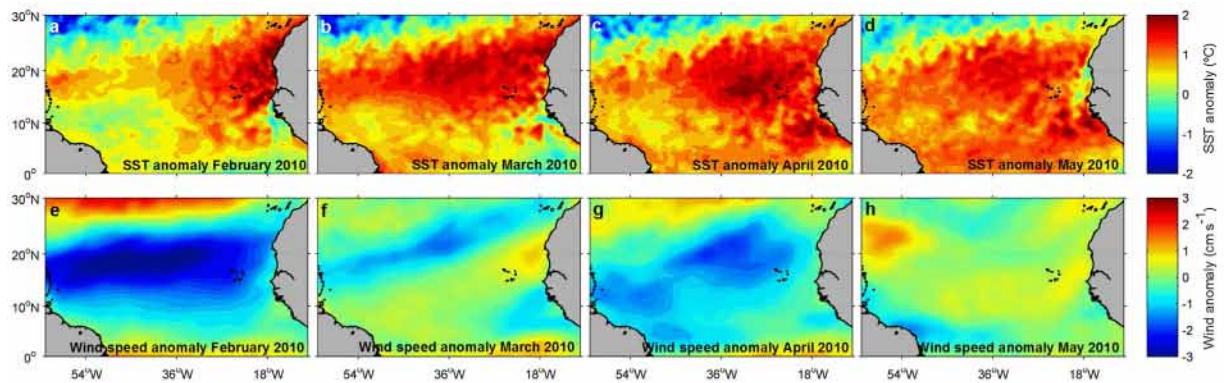 30°N
20°N
10°N
0°
a
SST anomaly February 2010
b
SST anomaly March 2010
c
SST anomaly April 2010
d
SST anomaly May 2010
2
1
0
-1
-2
SST anomaly (ºC)
30°N
20°N
10°N
0°
e
Wind speed anomaly February 2010
f
Wind speed anomaly March 2010
g
Wind speed anomaly April 2010
h
Wind speed anomaly May 2010
3
2
1
0
-1
-2
-3
Wind anomaly (cm s⁻¹)
54°W 36°W 18°W 54°W 36°W 18°W 54°W 36°W 18°W 54°W 36°W 18°W